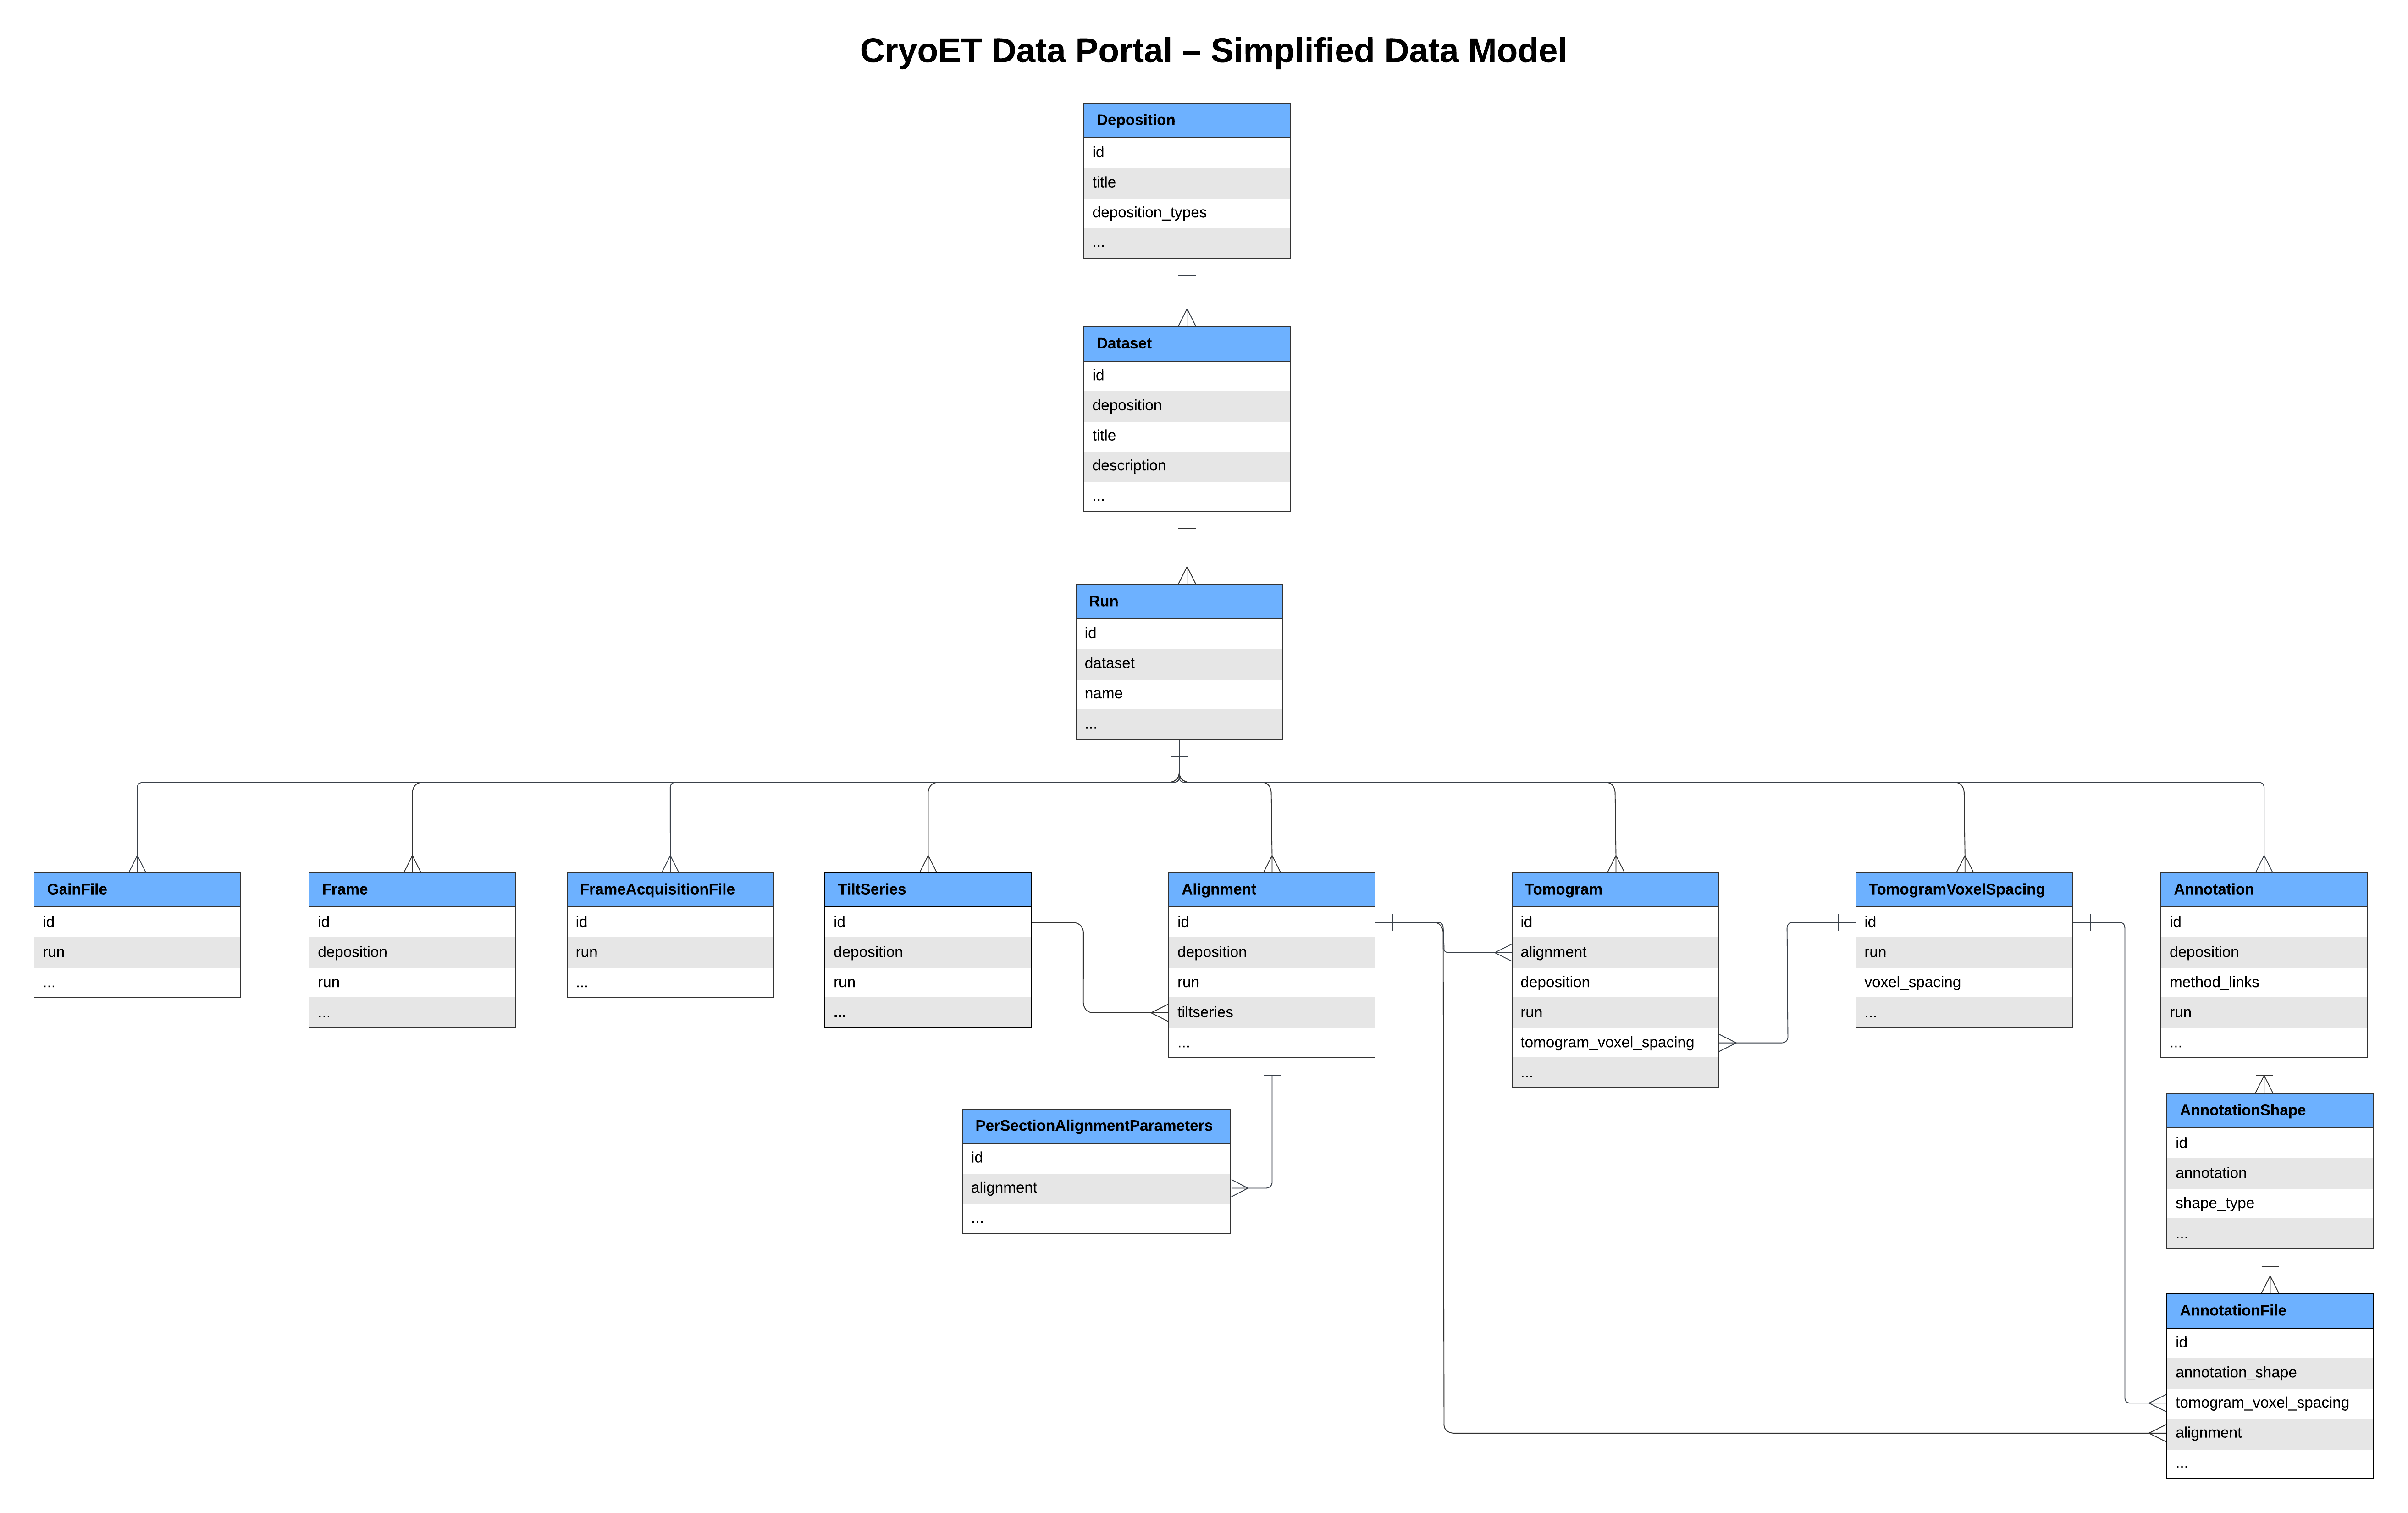 CryoET Data Portal – Simplified Data Model
Deposition
id
title
deposition_types
...
Dataset
id
deposition
title
description
...
Run
id
dataset
name
...
GainFile
id
run
...
Frame
id
deposition
run
...
FrameAcquisitionFile
id
run
...
TiltSeries
id
deposition
run
...
Alignment
id
deposition
run
tiltseries
...
Tomogram
id
alignment
deposition
run
tomogram_voxel_spacing
...
TomogramVoxelSpacing
id
run
voxel_spacing
...
Annotation
id
deposition
method_links
run
...
PerSectionAlignmentParameters
id
alignment
...
AnnotationShape
id
annotation
shape_type
...
AnnotationFile
id
annotation_shape
tomogram_voxel_spacing
alignment
...